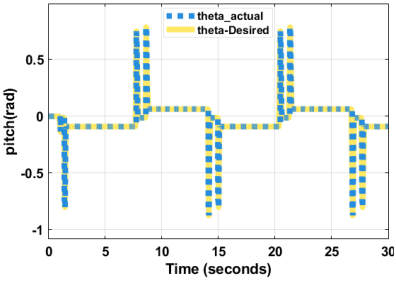 theta_actual
theta-Desired
0.5
0
-0.5
-1
pitch(rad)
0 5 10 15 20 25 30
Time (seconds)